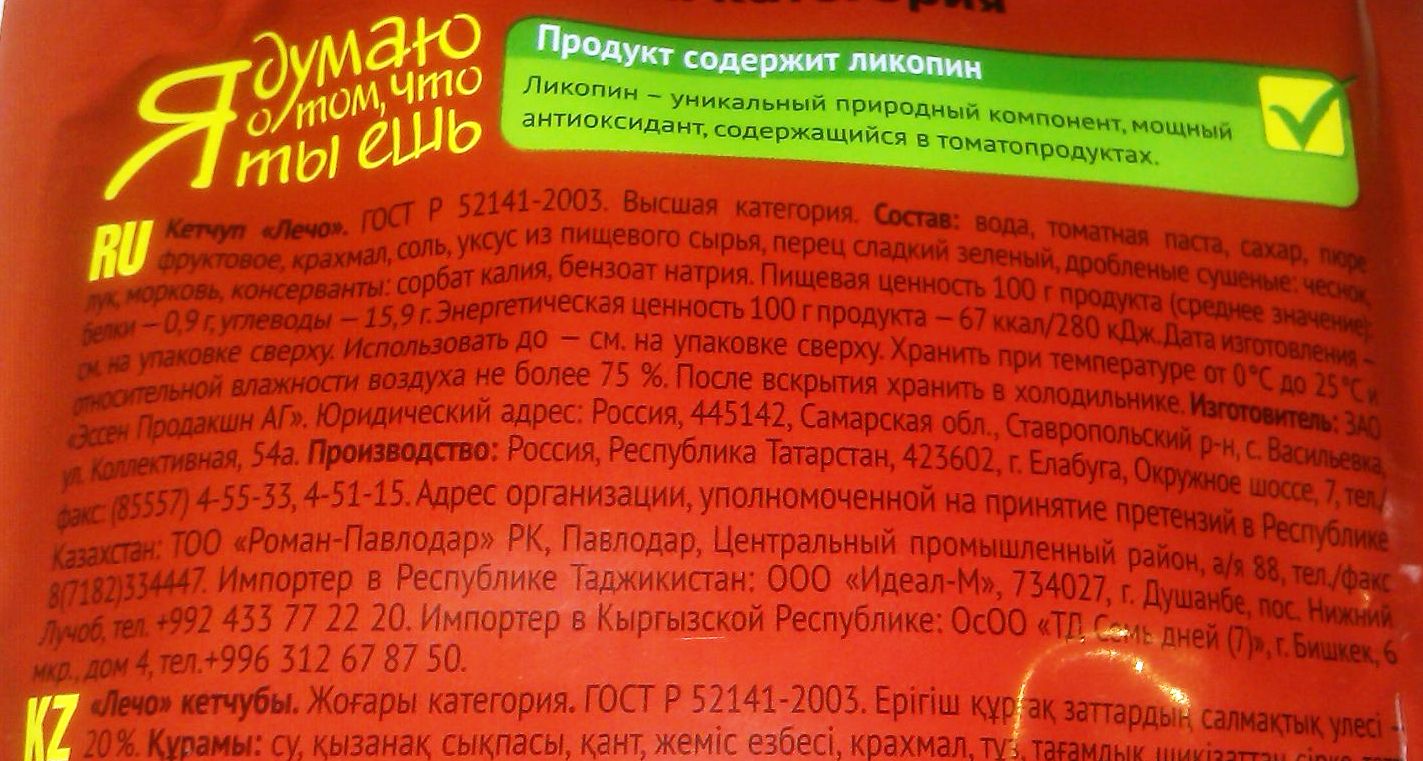 категория
Я думаю
о том, что
ты ешь
Продукт содержит ликопин
Ликопин – уникальный природный компонент, мощный
антиоксидант, содержащийся в томатопродуктах.
RU Кетчуп «Лечо». ГОСТ Р 52141-2003. Высшая категория. Состав: вода, томатная паста, сахар, пюре
фруктовое, крахмал, соль, уксус из пищевого сырья, перец сладкий зеленый, дробленые сушеные: чеснок,
лук, морковь, консерванты: сорбат калия, бензоат натрия. Пищевая ценность 100 г продукта (среднее значение):
белки – 0,9 г, углеводы – 15,9 г. Энергетическая ценность 100 г продукта – 67 ккал/280 кДж. Дата изготовления –
см. на упаковке сверху. Использовать до – см. на упаковке сверху. Хранить при температуре от 0°С до 25°С и
относительной влажности воздуха не более 75 %. После вскрытия хранить в холодильнике. Изготовитель: ЗАО
«Эссен Продакшн АГ». Юридический адрес: Россия, 445142, Самарская обл., Ставропольский р-н, с. Васильевка,
ул. Коллективная, 54а. Производство: Россия, Республика Татарстан, 423602, г. Елабуга, Окружное шоссе, 7, тел./
факс: (85557) 4-55-33, 4-51-15. Адрес организации, уполномоченной на принятие претензий в Республике
Казахстан: ТОО «Роман-Павлодар» РК, Павлодар, Центральный промышленный район, а/я 88, тел./факс
8(7182)334447. Импортер в Республике Таджикистан: ООО «Идеал-М», 734027, г. Душанбе, пос. Нижний
Лучоб, тел. +992 433 77 22 20. Импортер в Кыргызской Республике: ОсОО «ТД Семь дней (7)», г. Бишкек, 6
мкр., дом 4, тел.+996 312 67 87 50.
KZ «Лечо» кетчубы. Жоғары категория. ГОСТ Р 52141-2003. Ерігіш құрғақ заттардың салмақтық үлесі –
20%. Құрамы: су, қызанақ сықпасы, қант, жеміс езбесі, крахмал, тұз, тағамдық шикізаттан